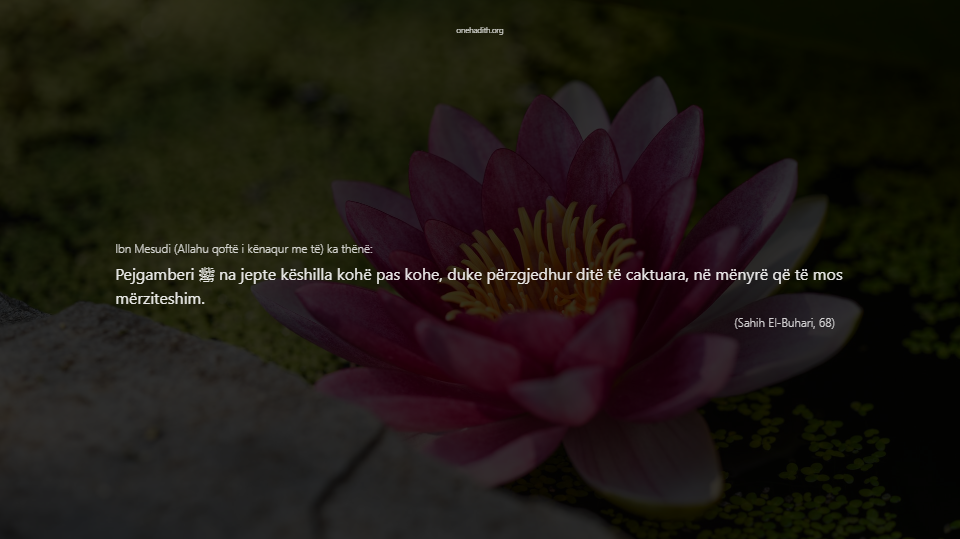 onehadith.org
Ibn Mesudi (Allahu qoftë i kënaqur me të) ka thënë:
Pejgamberi ﷺ na jepte këshilla kohë pas kohe, duke përzgjedhur ditë të caktuara, në mënyrë që të mos
mërziteshim.
(Sahih El-Buhari, 68)